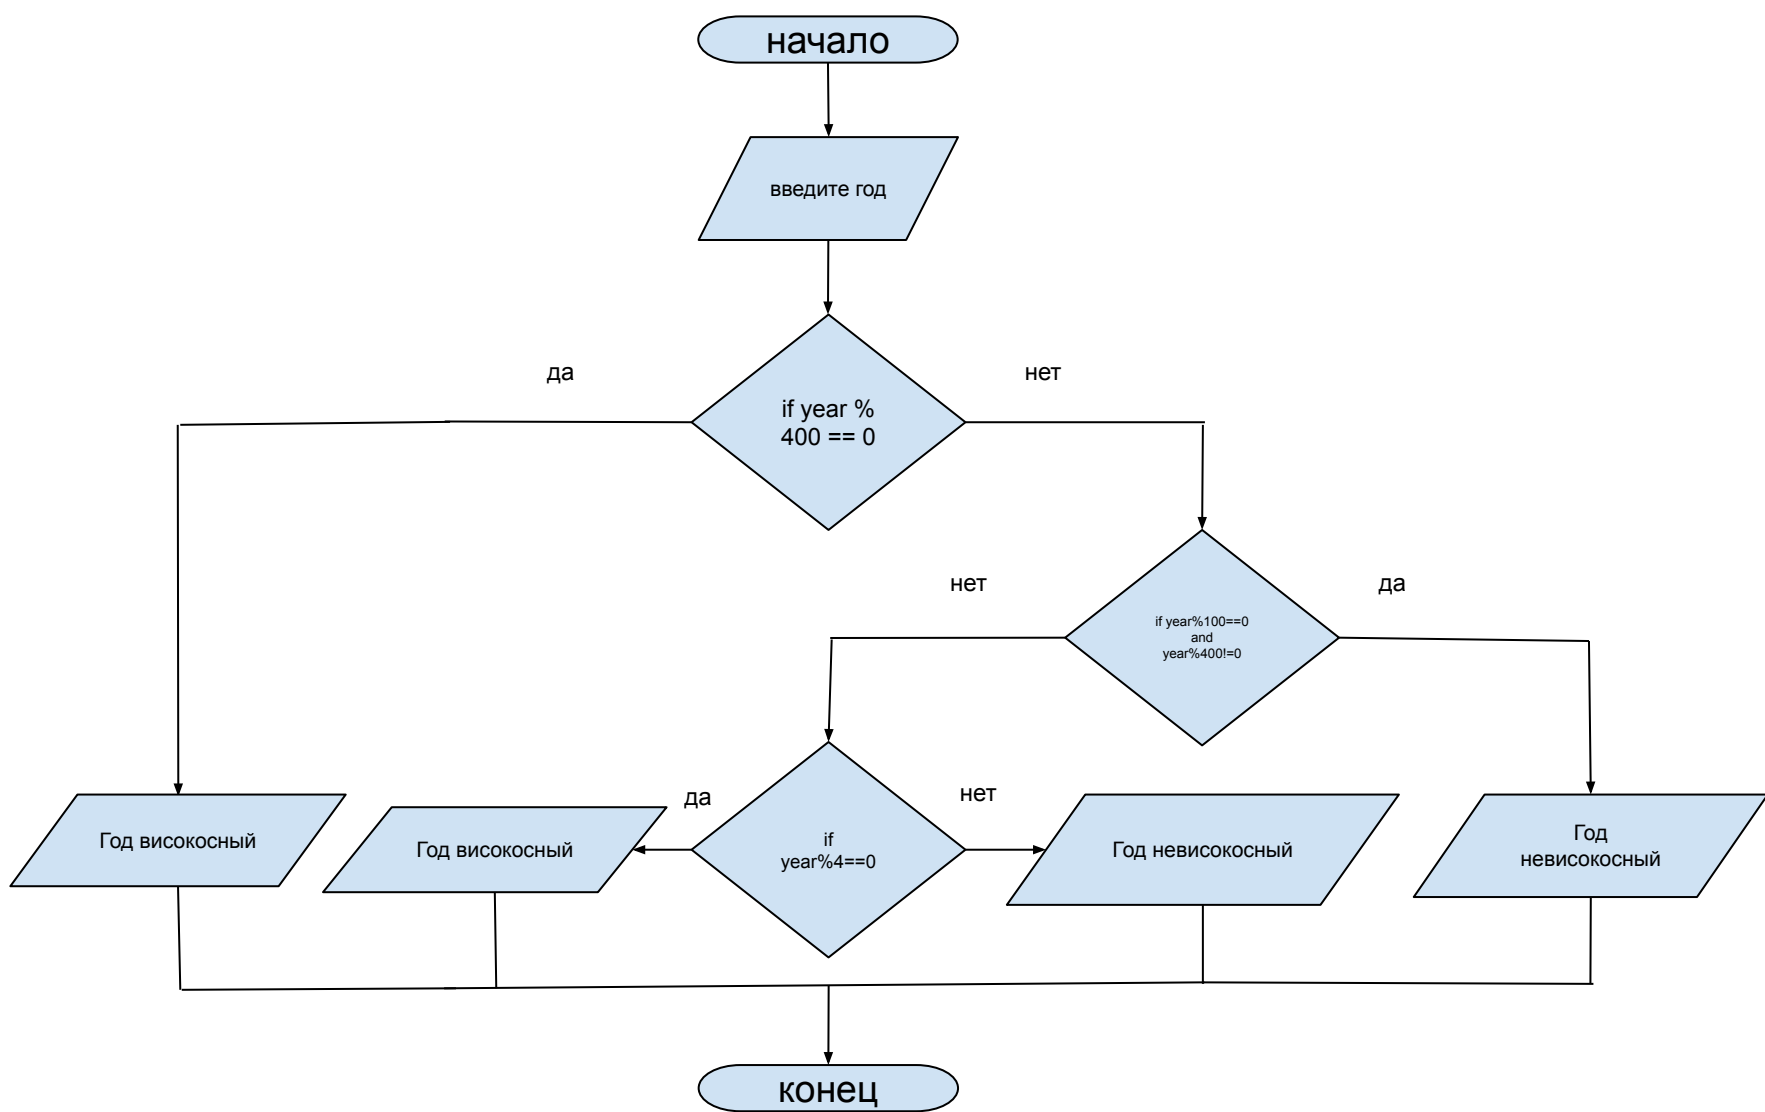 начало
введите год
да
нет
if year %
400 == 0
нет
да
if year%100==0
and
year%400!=0
Год високосный
Год високосный
да
if
year%4==0
нет
Год невисокосный
Год
невисокосный
конец